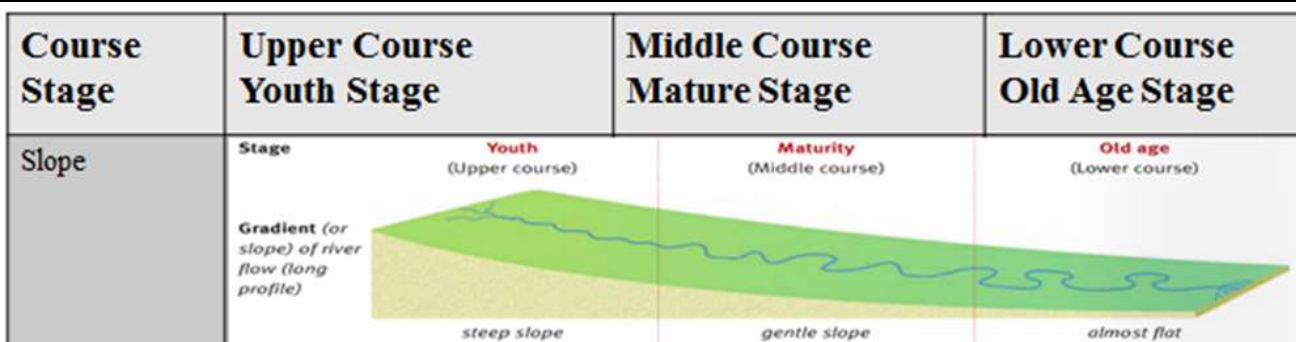 Course
Stage
Upper Course
Youth Stage
Middle Course
Mature Stage
Lower Course
Old Age Stage
Slope
Stage
Youth
(Upper course)
Maturity
(Middle course)
Old age
(Lower course)
Gradient (or
slope) of river
flow (long
profile)
steep slope
gentle slope
almost flat